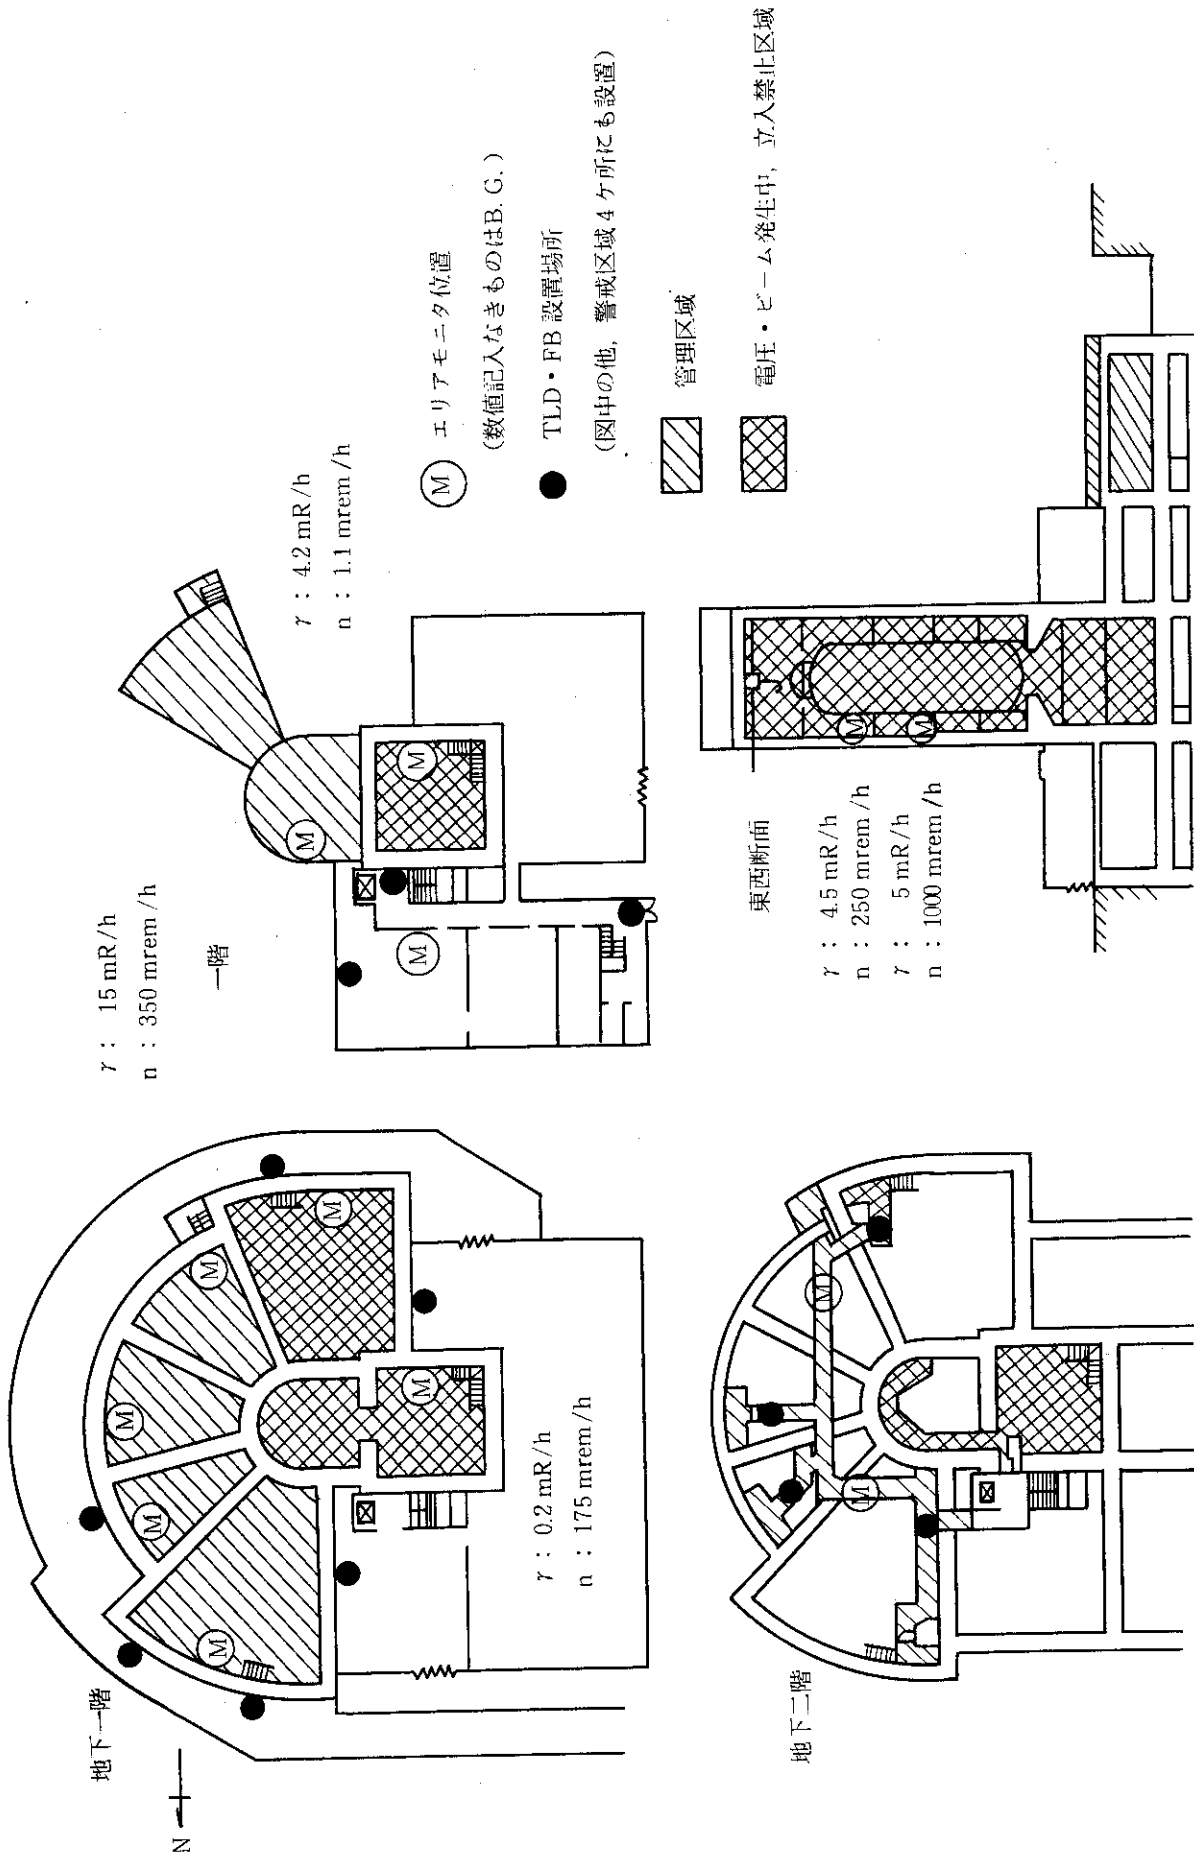 地下一階
N
γ : 0.2 mR/h
n : 175 mrem/h
M
M
M
M
M
M
γ : 15 mR/h
n : 350 mrem/h
一階
γ : 4.2 mR/h
n : 1.1 mrem/h
M
M
M
M エリアモニタ位置
(数値記入なきものはB. G. )
TLD・FB 設置場所
(図中の他, 警戒区域4ケ所にも設置)
管理区域
電圧・ビーム発生中, 立入禁止区域
地下二階
M
M
東西断面
γ : 4.5 mR/h
n : 250 mrem/h
γ : 5 mR/h
n : 1000 mrem/h
M
M